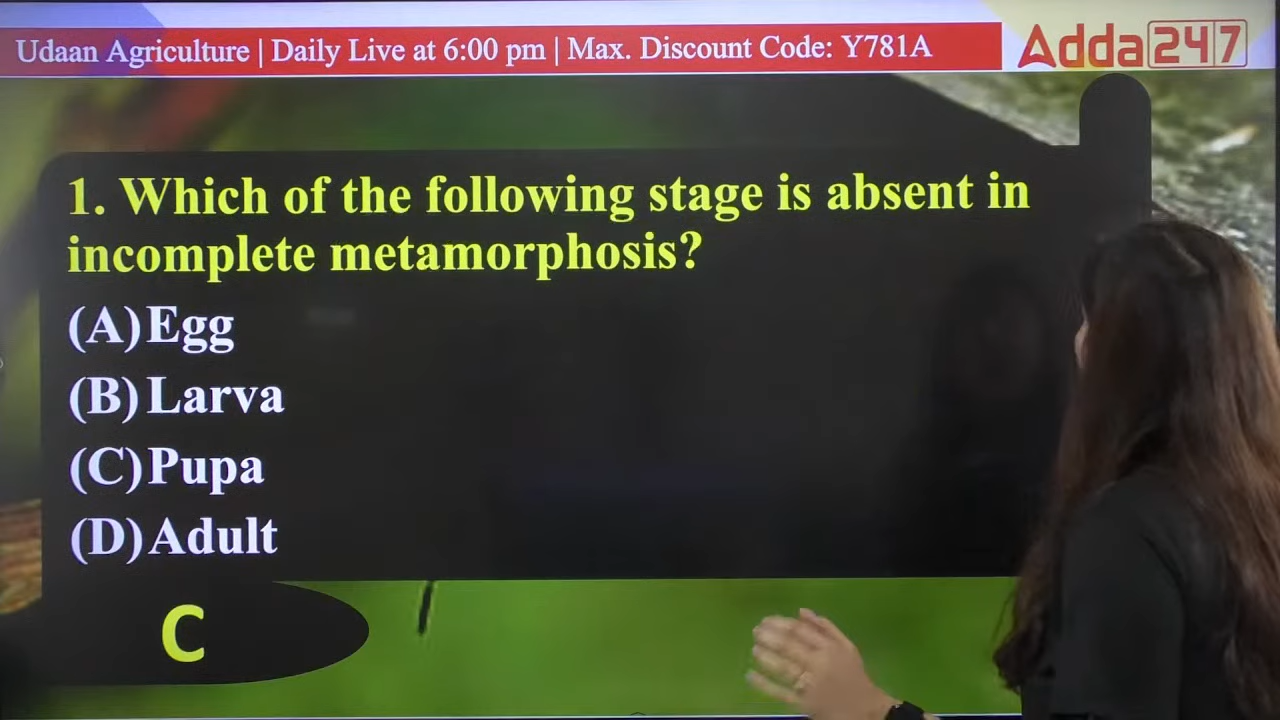 Udaan Agriculture | Daily Live at 6:00 pm | Max. Discount Code: Y781A
Adda247
1. Which of the following stage is absent in
incomplete metamorphosis?
(A) Egg
(B) Larva
(C) Pupa
(D) Adult
C